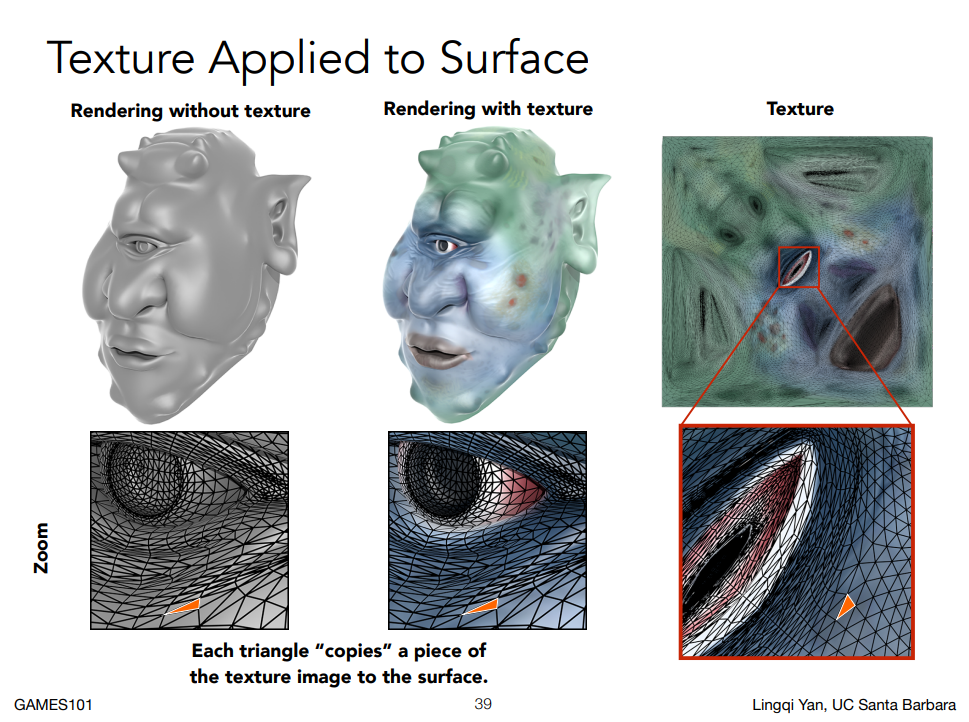 Texture Applied to Surface
Rendering without texture
Rendering with texture
Texture
Zoom
Each triangle “copies” a piece of
the texture image to the surface.
GAMES101
39
Lingqi Yan, UC Santa Barbara